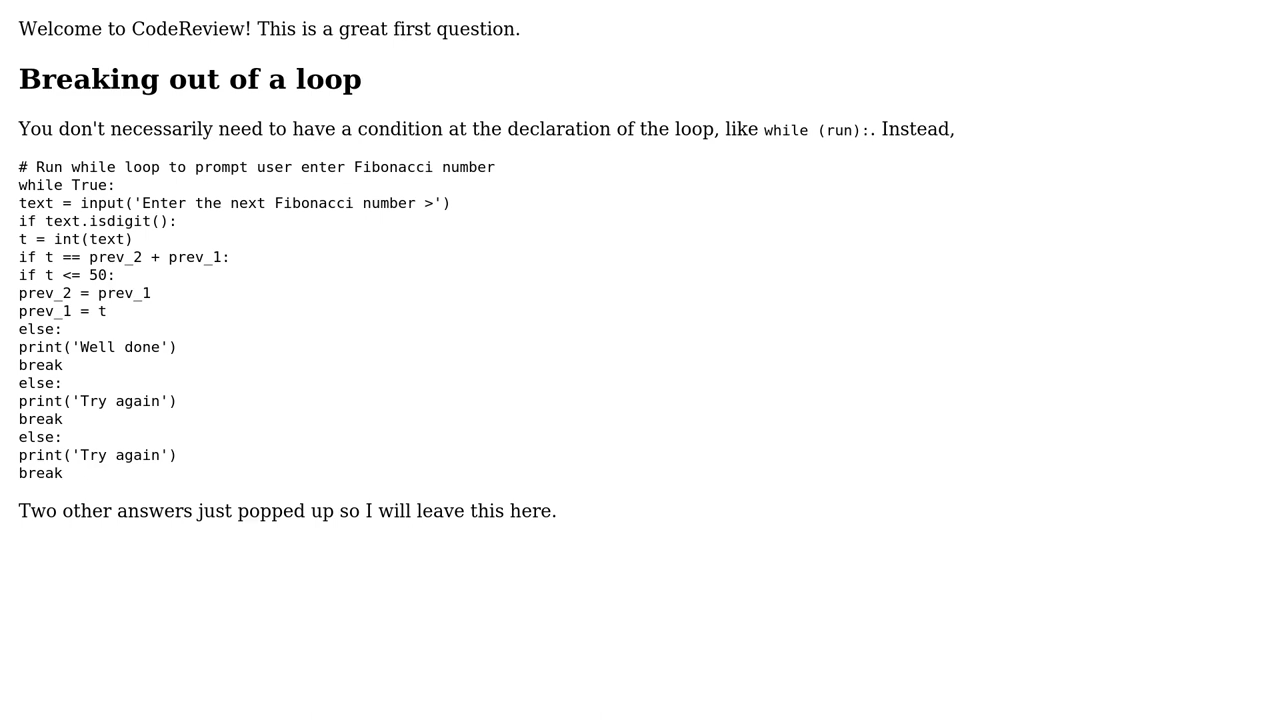 Welcome to CodeReview! This is a great first question.
Breaking out of a loop
You don't necessarily need to have a condition at the declaration of the loop, like while (run):. Instead,
# Run while loop to prompt user enter Fibonacci number
while True:
text = input('Enter the next Fibonacci number >')
if text.isdigit():
t = int(text)
if t == prev_2 + prev_1:
if t <= 50:
prev_2 = prev_1
prev_1 = t
else:
print('Well done')
break
else:
print('Try again')
break
else:
print('Try again')
break
Two other answers just popped up so I will leave this here.